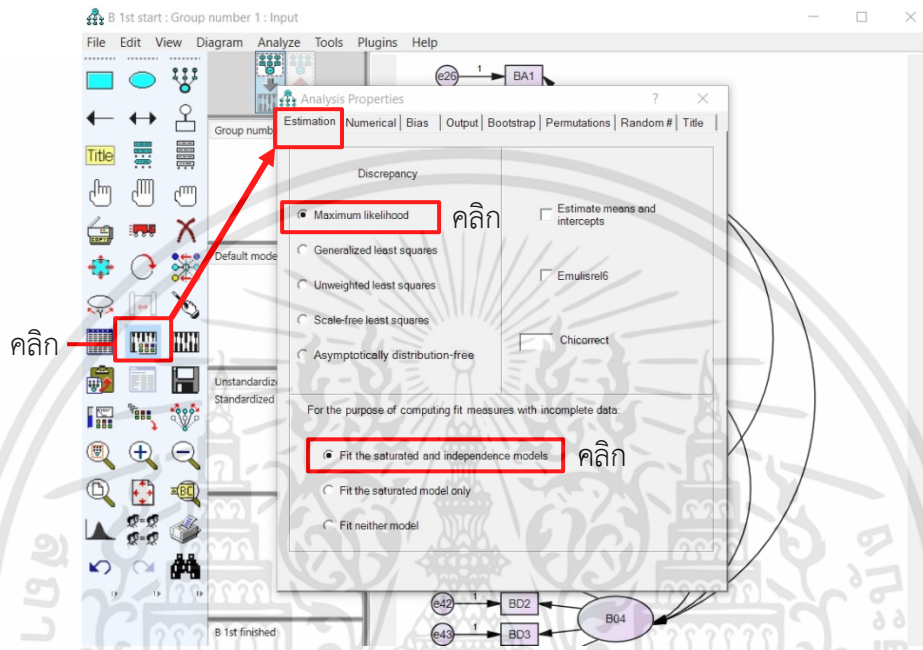 B 1st start : Group number 1 : Input
File Edit View Diagram Analyze Tools Plugins Help
e26 1 BA1
Analysis Properties ? ×
Group numb
Estimation Numerical Bias Output Bootstrap Permutations Random # Title
Title
Discrepancy
Maximum likelihood คลิก Estimate means and
intercepts
Default mode
Generalized least squares
Emulisrel6
Unweighted least squares
Scale-free least squares
คลิก
Chicorrect
Asymptotically distribution-free
Unstandardiz
Standardized
For the purpose of computing fit measures with incomplete data:
Fit the saturated and independence models คลิก
Fit the saturated model only
Fit neither model
e42 1 BD2
B04
B 1st finished
e43 1 BD3